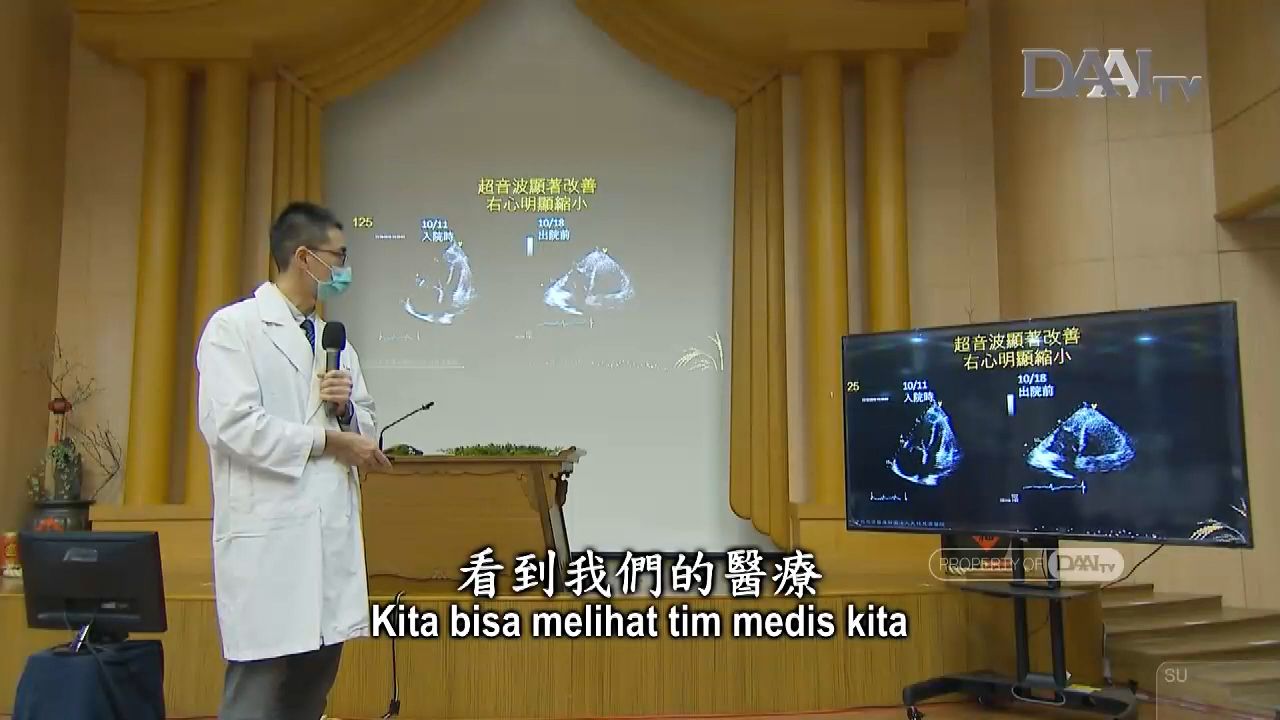 DAAI TV
超音波顯著改善
右心明顯縮小
125
10/11
入院時
10/18
出院前
超音波顯著改善
右心明顯縮小
25
10/11
入院時
10/18
出院前
PROPERTY OF DAAI TV
看到我們的醫療
Kita bisa melihat tim medis kita
SU